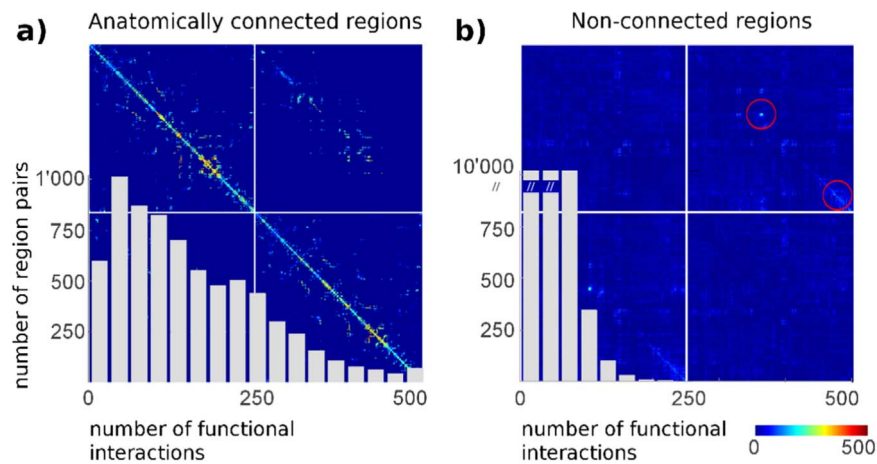 a) Anatomically connected regions
b) Non-connected regions
number of region pairs
1'000
750
500
250
0 250 500
number of functional
interactions
10'000
//
// //
750
500
250
0 250 500
number of functional
interactions
0 500